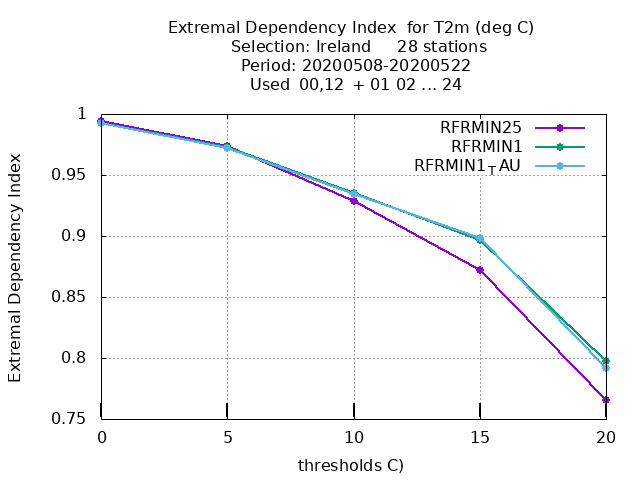 Extremal Dependency Index  for T2m (deg C)
Selection: Ireland     28 stations
Period: 20200508-20200522
Used  00,12  + 01 02 ... 24
RFRMIN25
RFRMIN1
RFRMIN1TAU
1
0.95
0.9
0.85
0.8
0.75
Extremal Dependency Index
0 5 10 15 20
thresholds C)